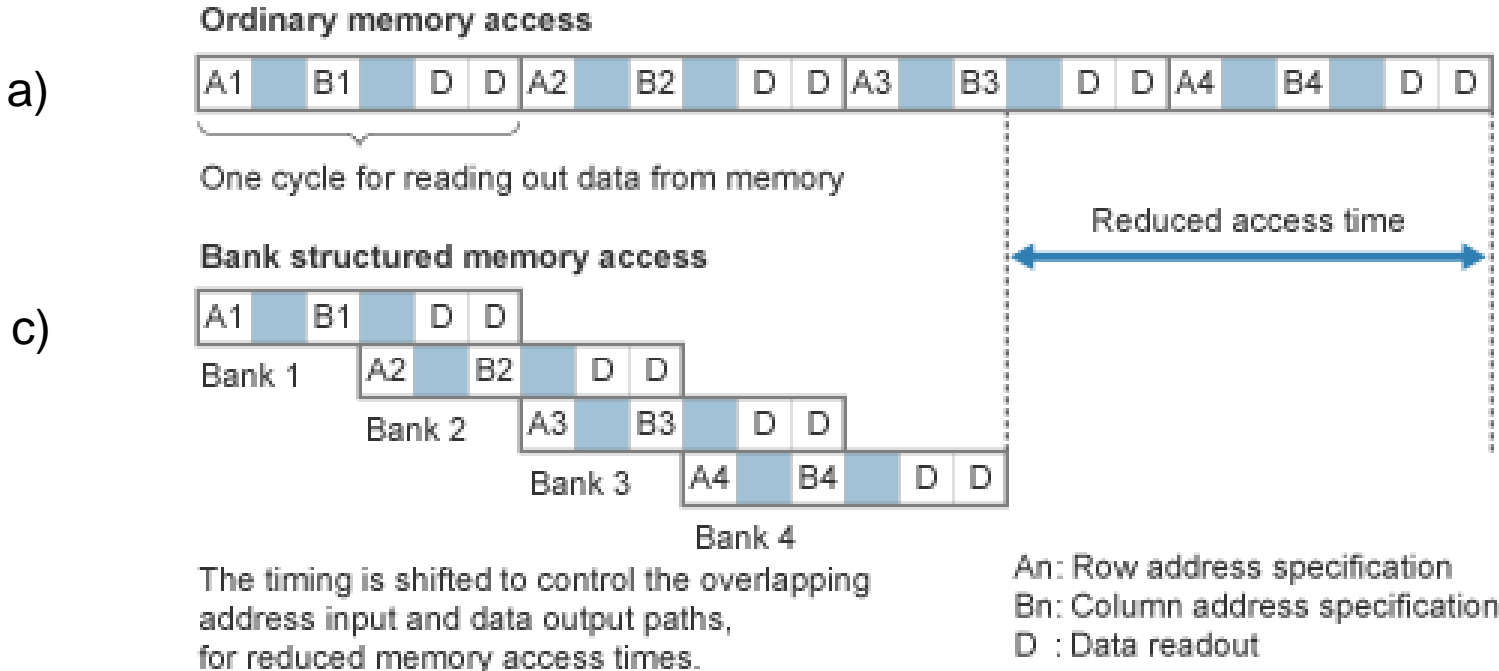 Ordinary memory access
a)
A1 B1 D D A2 B2 D D A3 B3 D D A4 B4 D D
One cycle for reading out data from memory
Reduced access time
Bank structured memory access
c)
A1 B1 D D
Bank 1
A2 B2 D D
Bank 2
A3 B3 D D
Bank 3
A4 B4 D D
Bank 4
The timing is shifted to control the overlapping
address input and data output paths,
for reduced memory access times.
An: Row address specification
Bn: Column address specification
D : Data readout